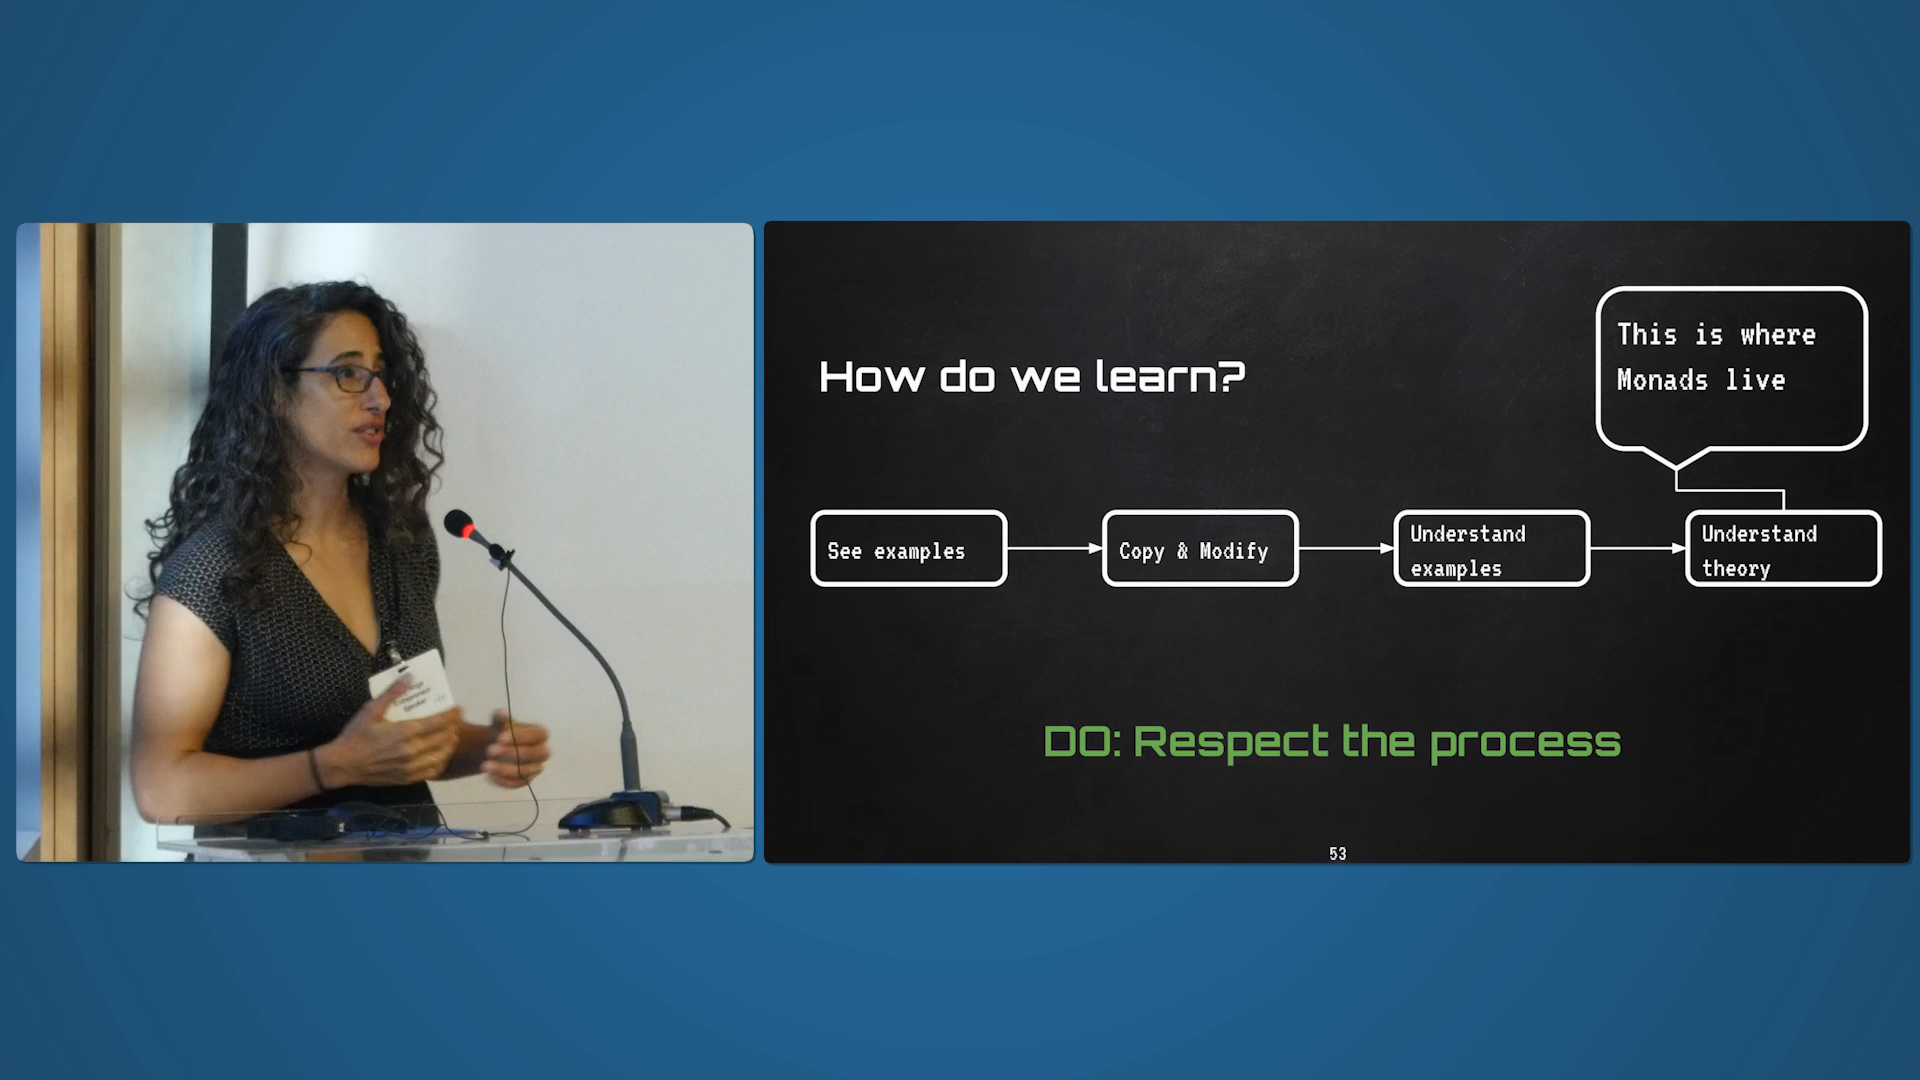 How do we learn?
This is where
Monads live
See examples
Copy & Modify
Understand
examples
Understand
theory
DO: Respect the process
53
Speaker